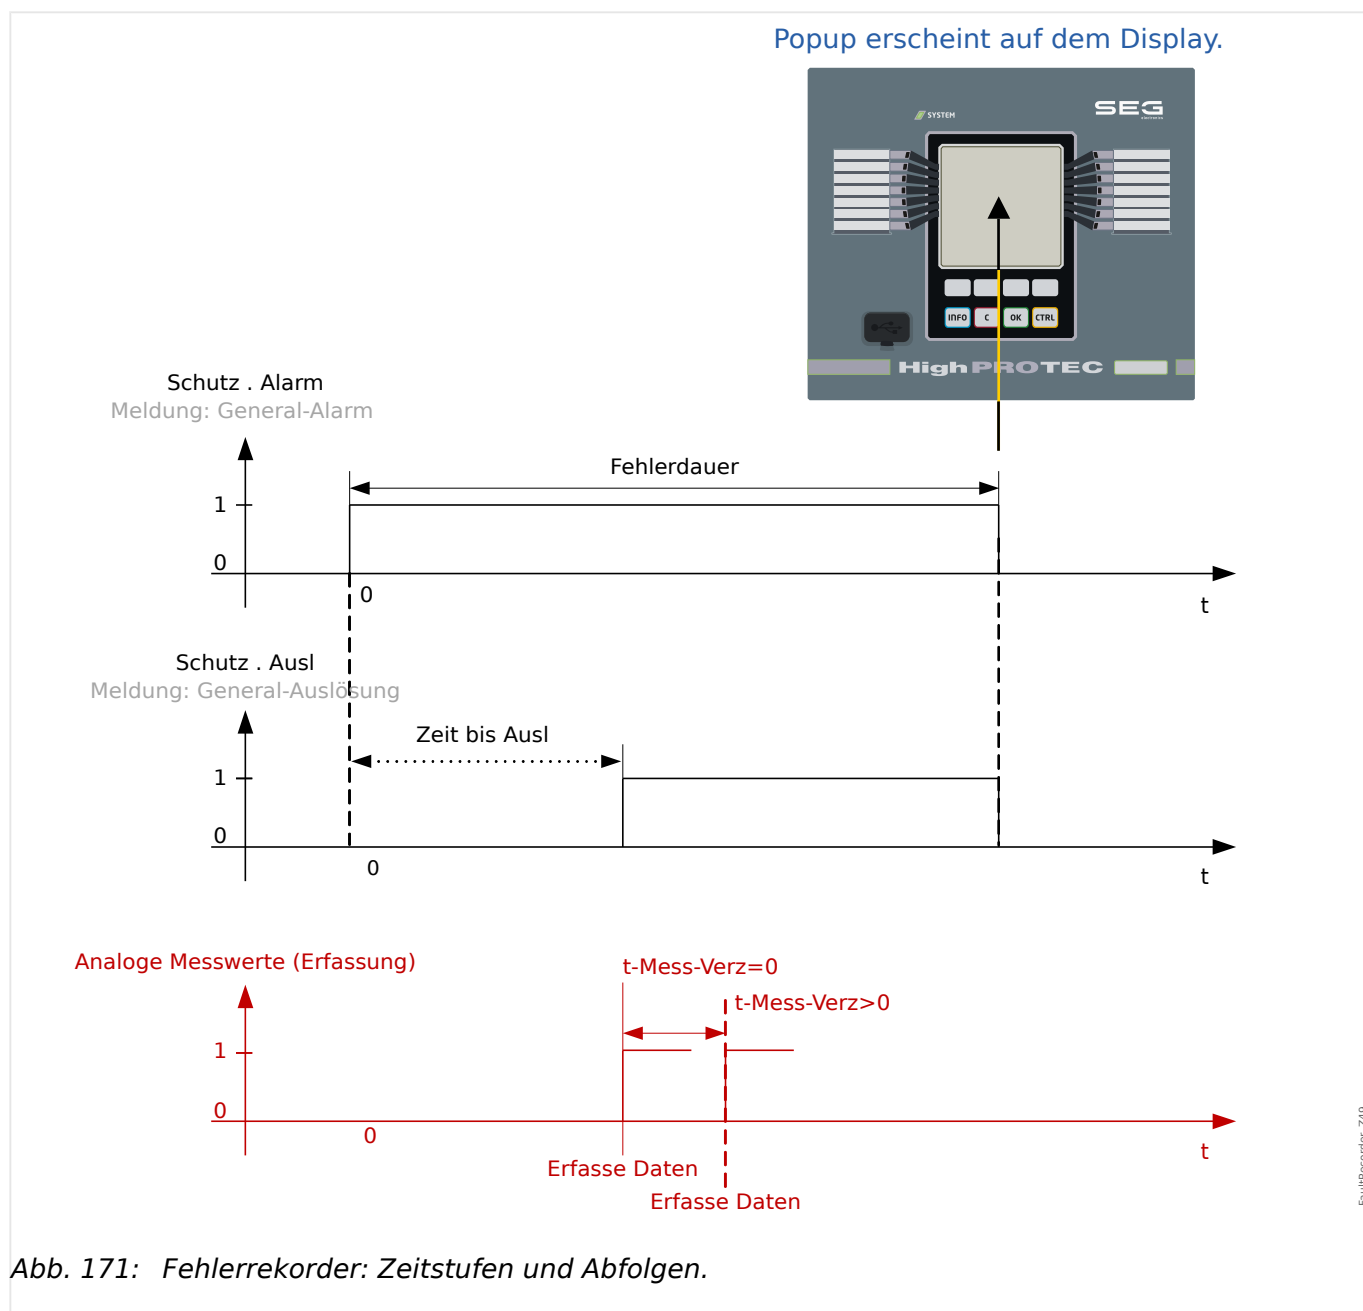 Popup erscheint auf dem Display.
SYSTEM
SEG
INFO
C
OK
CTRL
HighPROTEC
Schutz . Alarm
Meldung: General-Alarm
Fehlerdauer
1
0
0
t
Schutz . Ausl
Meldung: General-Auslösung
Zeit bis Ausl
1
0
0
t
Analoge Messwerte (Erfassung)
t-Mess-Verz=0
t-Mess-Verz>0
1
0
0
t
Erfasse Daten
Erfasse Daten
Abb. 171: Fehlerrekorder: Zeitstufen und Abfolgen.